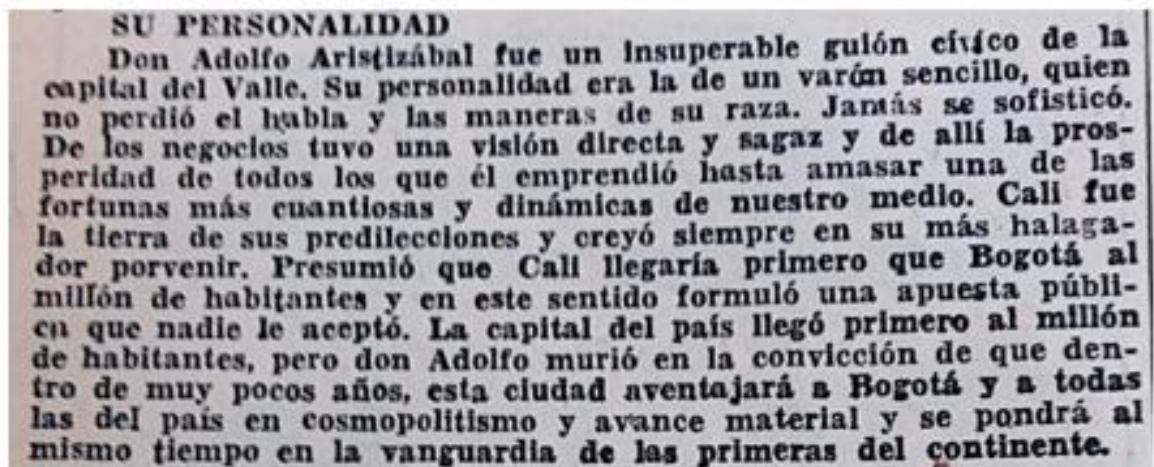 SU PERSONALIDAD
Don Adolfo Aristizábal fue un insuperable guión cívico de la
capital del Valle. Su personalidad era la de un varón sencillo, quien
no perdió el habla y las maneras de su raza. Jamás se sofisticó.
De los negocios tuvo una visión directa y sagaz y de allí la pros-
peridad de todos los que él emprendió hasta amasar una de las
fortunas más cuantiosas y dinámicas de nuestro medio. Cali fue
la tierra de sus predilecciones y creyó siempre en su más halaga-
dor porvenir. Presumió que Cali llegaría primero que Bogotá al
millón de habitantes y en este sentido formuló una apuesta públi-
ca que nadie le aceptó. La capital del país llegó primero al millón
de habitantes, pero don Adolfo murió en la convicción de que den-
tro de muy pocos años, esta ciudad aventajará a Bogotá y a todas
las del país en cosmopolitismo y avance material y se pondrá al
mismo tiempo en la vanguardia de las primeras del continente.